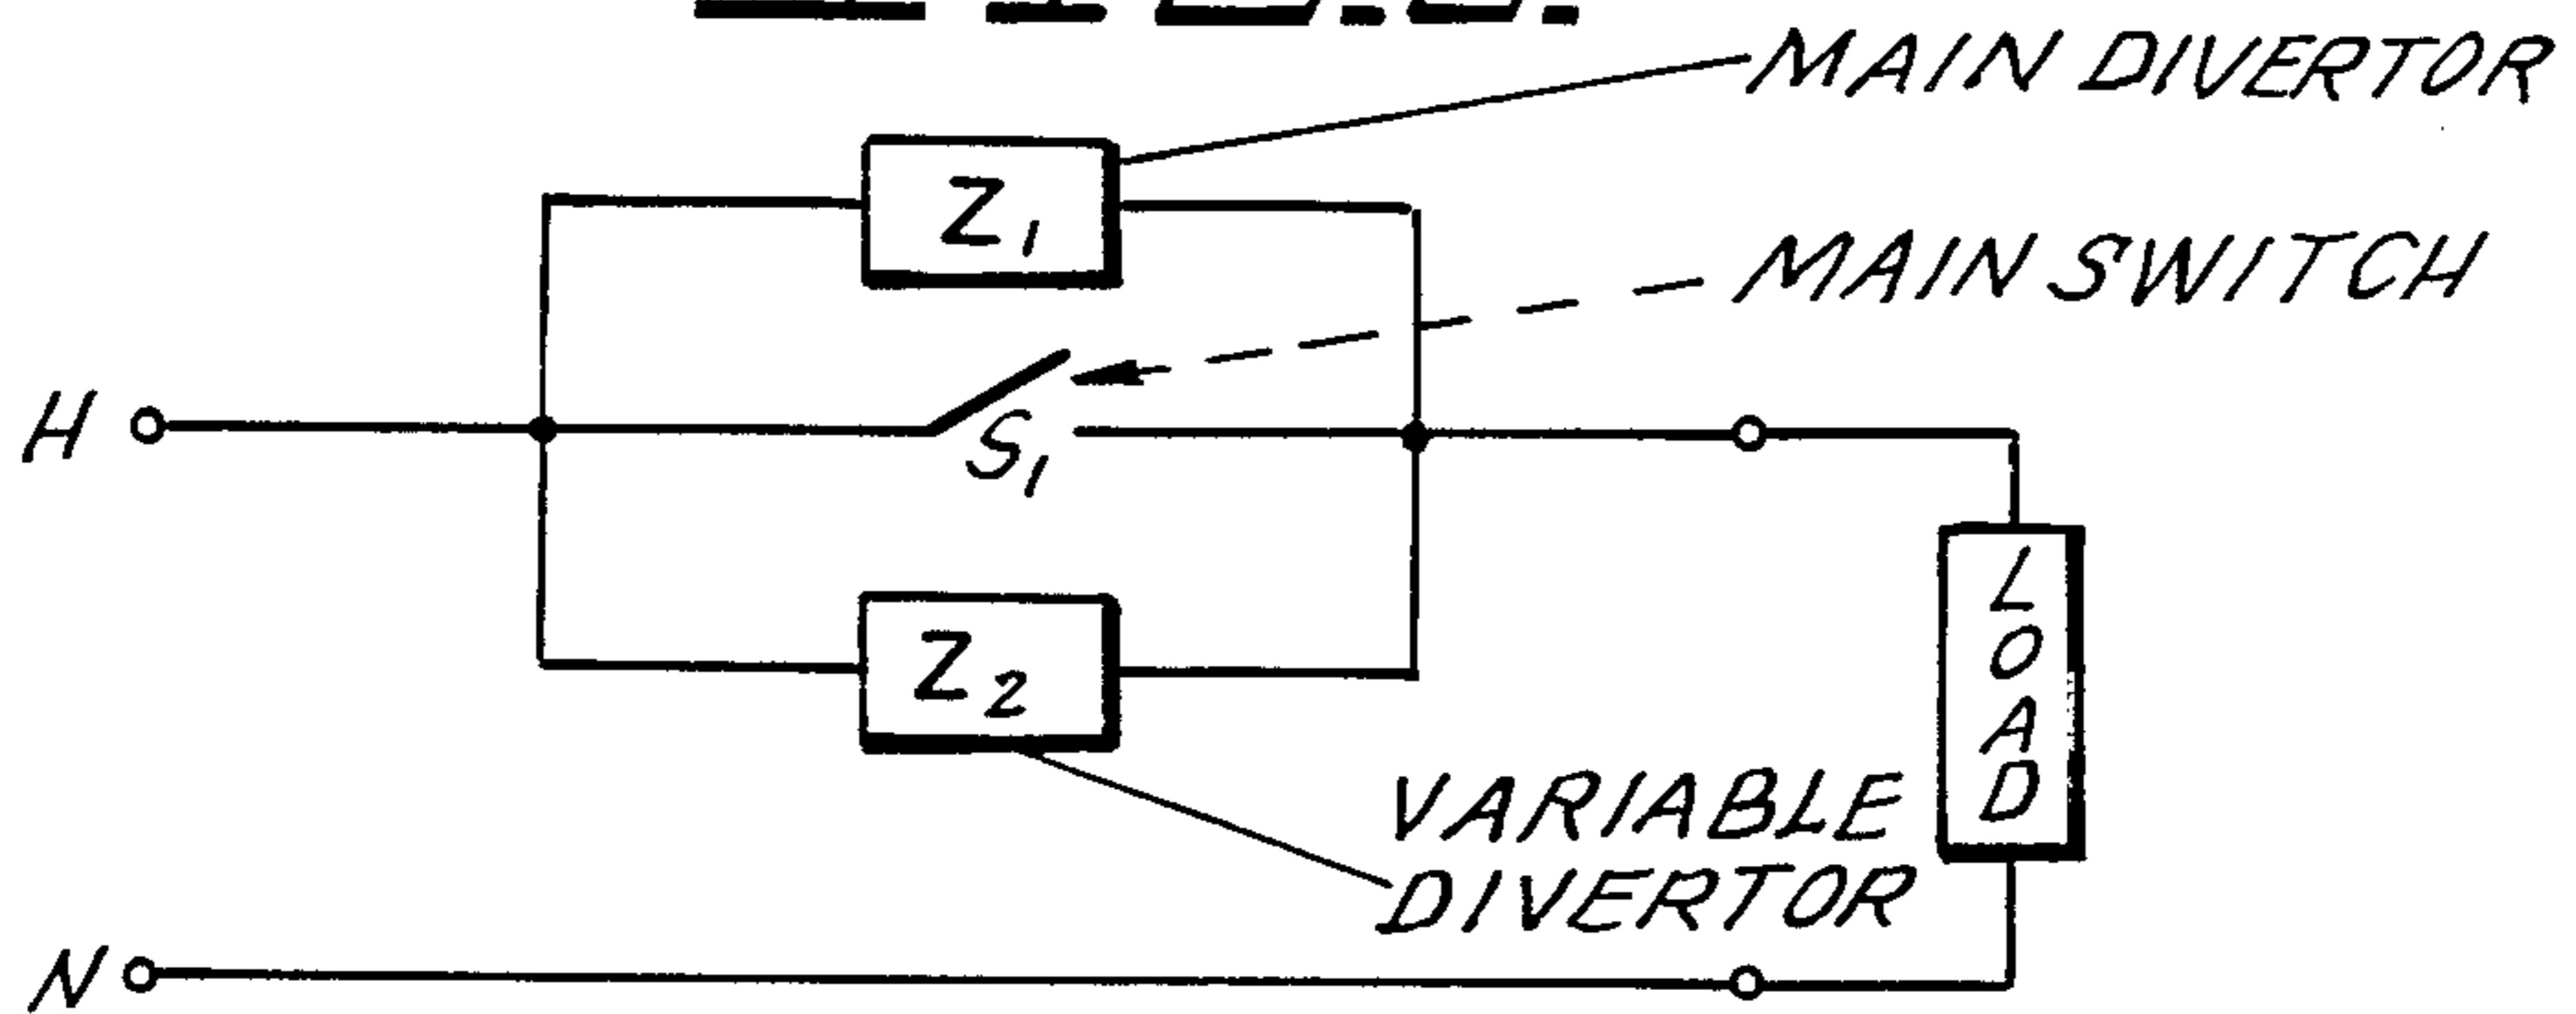 MAIN DIVERTOR
Z1
MAIN SWITCH
H
S1
LOAD
Z2
VARIABLE
DIVERTOR
N